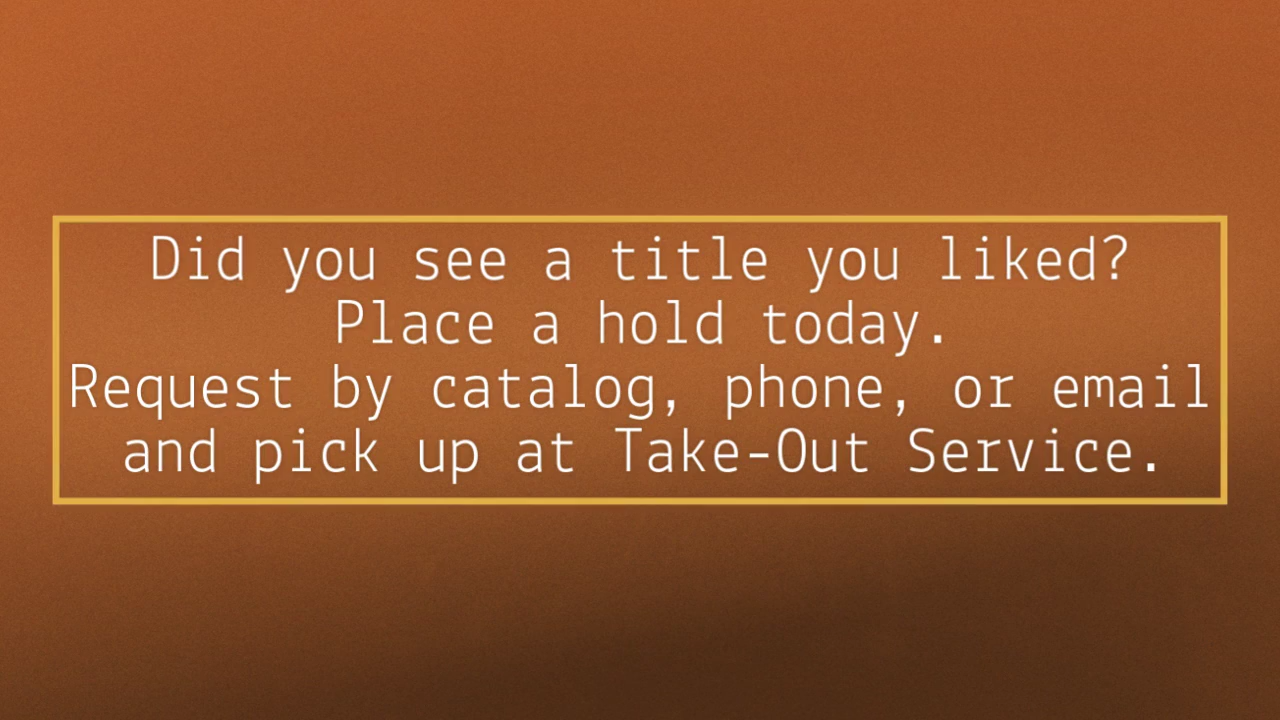 Did you see a title you liked?
Place a hold today.
Request by catalog, phone, or email
and pick up at Take-Out Service.